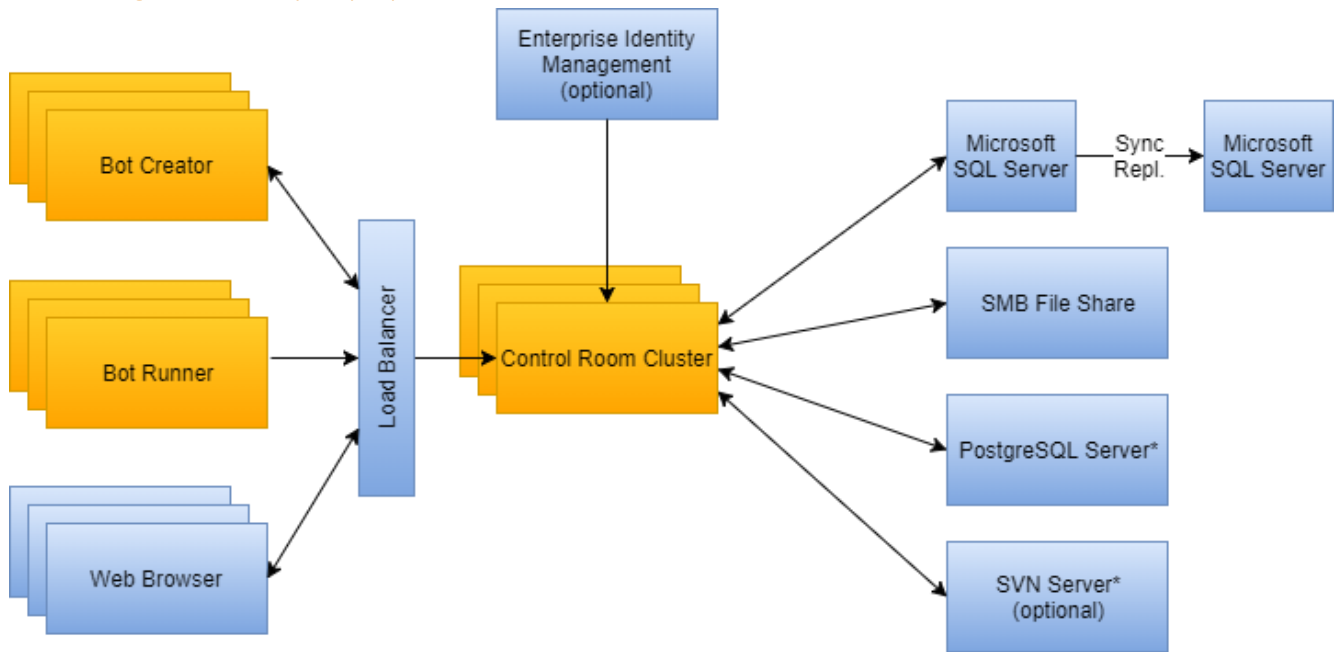 Enterprise Identity
Management
(optional)
Bot Creator
Microsoft
SQL Server
Sync
Repl.
Microsoft
SQL Server
Load Balancer
SMB File Share
Bot Runner
Control Room Cluster
PostgreSQL Server*
Web Browser
SVN Server*
(optional)